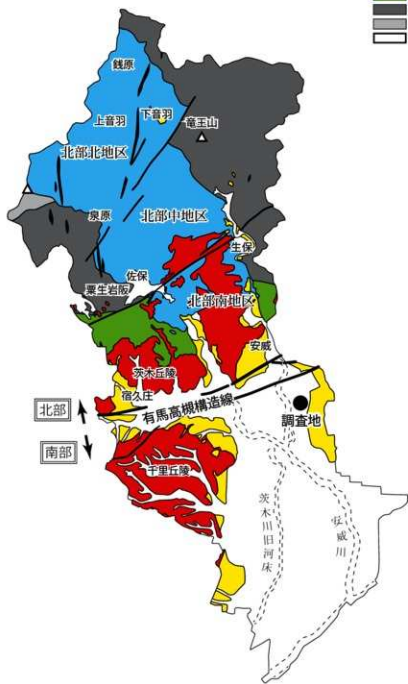 銭原
上音羽
下音羽
竜王山
北部北地区
泉原
北部中地区
生保
佐保
粟生岩阪
北部南地区
安威
茨木丘陵
宿久庄
北部
有馬高槻構造線
調査地
南部
千里丘陵
茨木川旧河床
安威川